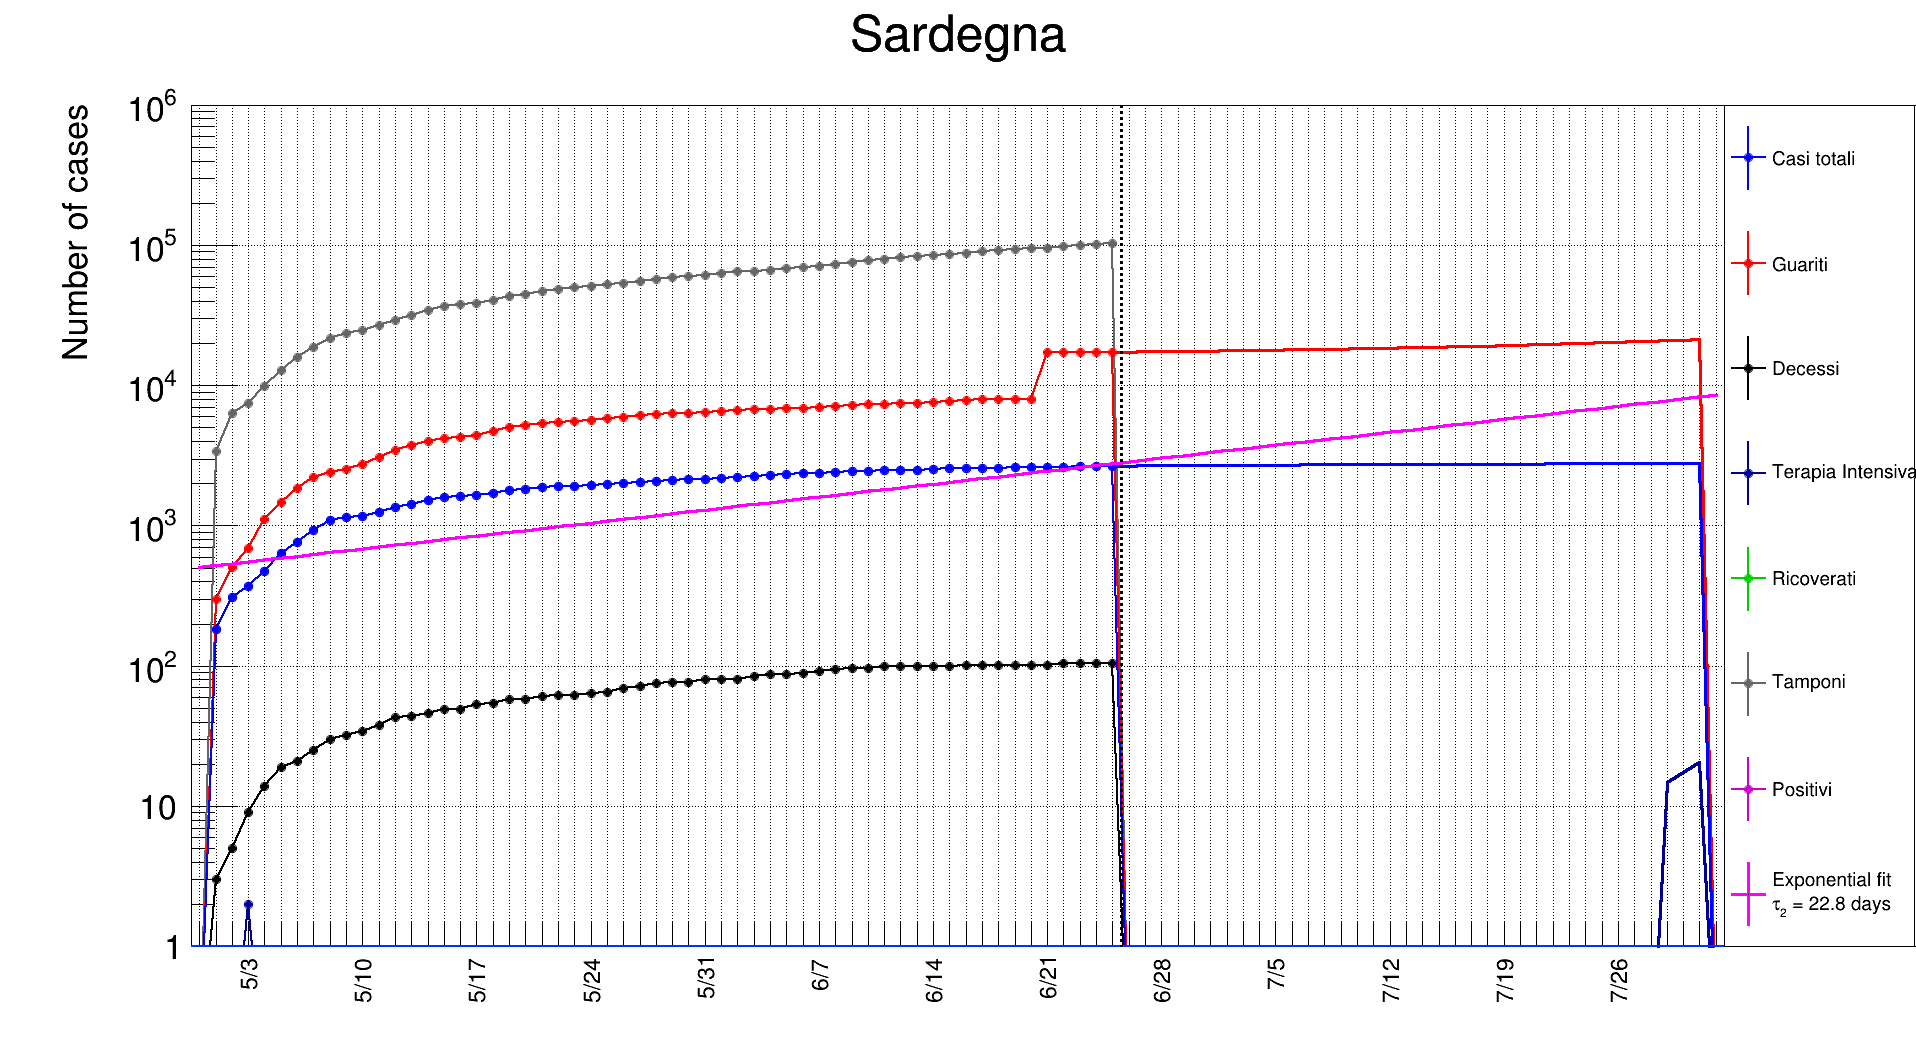 Sardegna
Number of cases
10^6
10^5
10^4
10^3
10^2
10
1
5/3
5/10
5/17
5/24
5/31
6/7
6/14
6/21
6/28
7/5
7/12
7/19
7/26
Casi totali
Guariti
Decessi
Terapia Intensiva
Ricoverati
Tamponi
Positivi
Exponential fit
τ_2 = 22.8 days